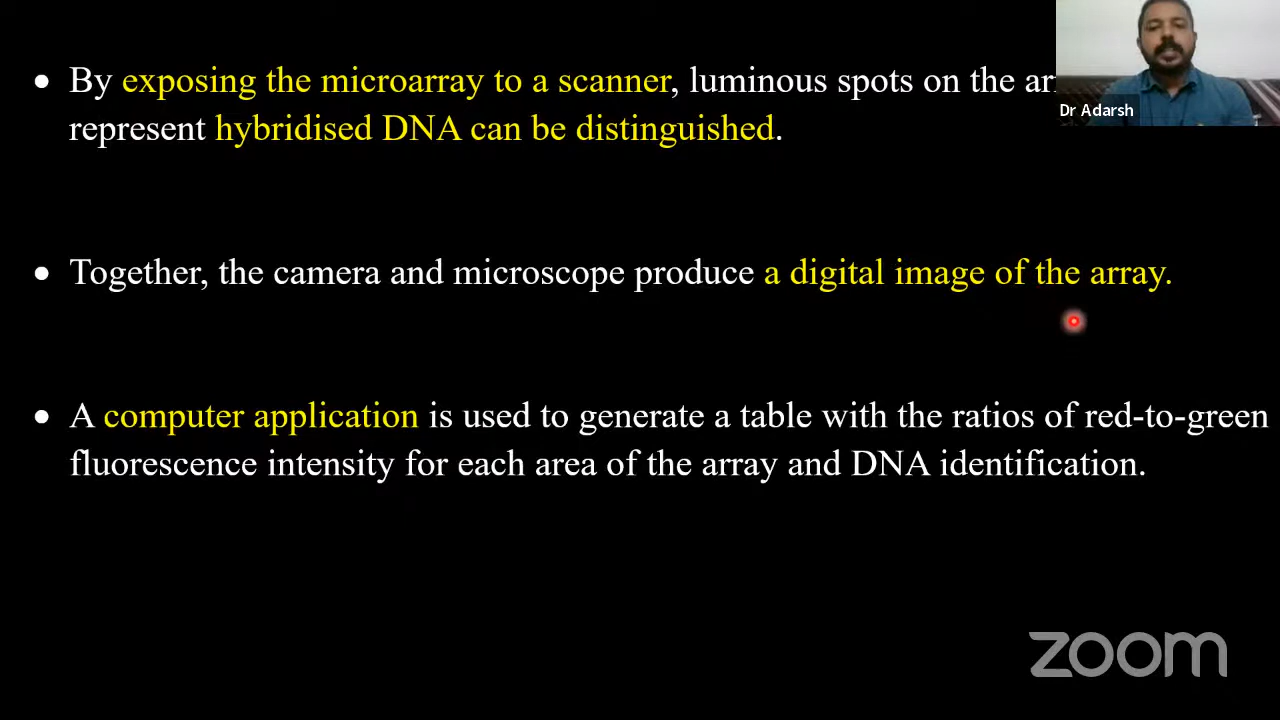 • By exposing the microarray to a scanner, luminous spots on the
represent hybridised DNA can be distinguished.
• Together, the camera and microscope produce a digital image of the array.
• A computer application is used to generate a table with the ratios of red-to-green
fluorescence intensity for each area of the array and DNA identification.
Dr Adarsh
zoom